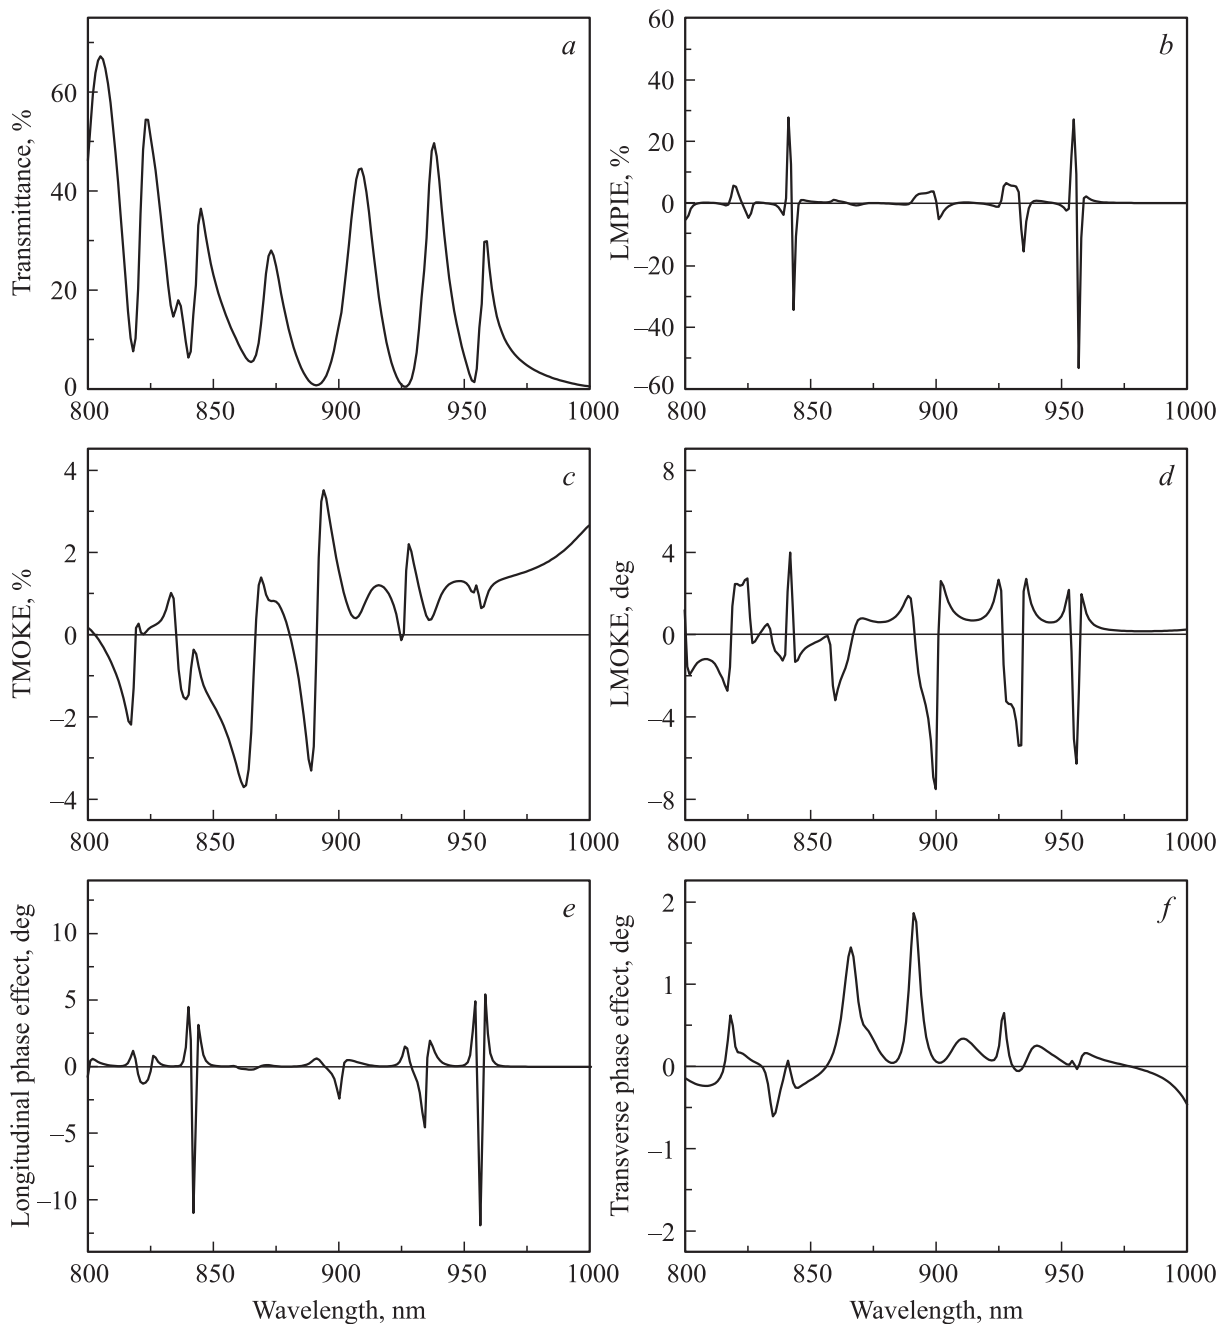 a
Transmittance, %
60
40
20
0
800 850 900 950 1000
b
LMPIE, %
60
40
20
0
–20
–40
–60
800 850 900 950 1000
c
TMOKE, %
4
2
0
–2
–4
800 850 900 950 1000
d
LMOKE, deg
8
4
0
–4
–8
800 850 900 950 1000
e
Longitudinal phase effect, deg
10
5
0
–5
–10
800 850 900 950 1000
Wavelength, nm
f
Transverse phase effect, deg
2
1
0
–1
–2
800 850 900 950 1000
Wavelength, nm